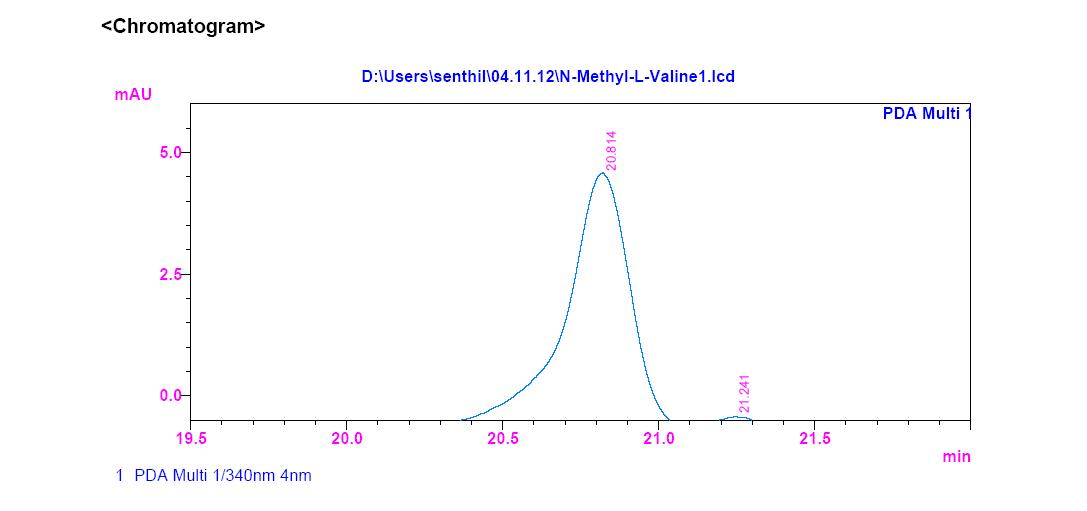 <Chromatogram>
D:\Users\senthil\04.11.12\N-Methyl-L-Valine1.lcd
mAU
PDA Multi 1
20.814
5.0
2.5
21.241
0.0
19.5 20.0 20.5 21.0 21.5
min
1 PDA Multi 1/340nm 4nm